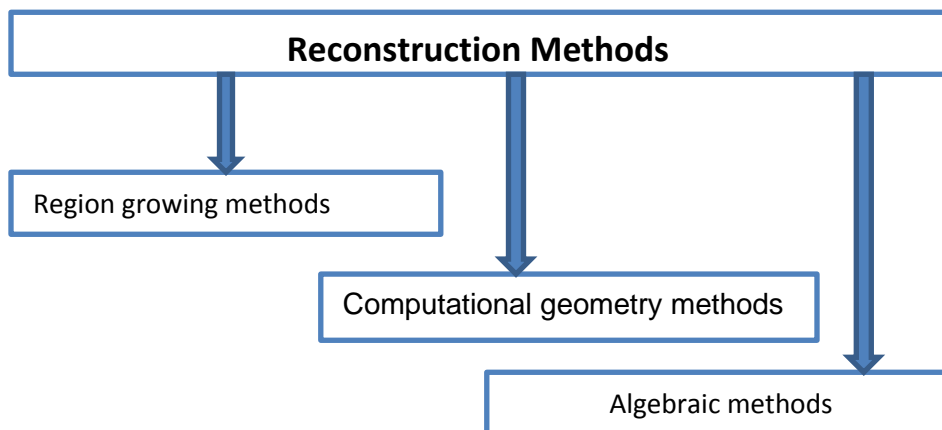 Reconstruction Methods
Region growing methods
Computational geometry methods
Algebraic methods